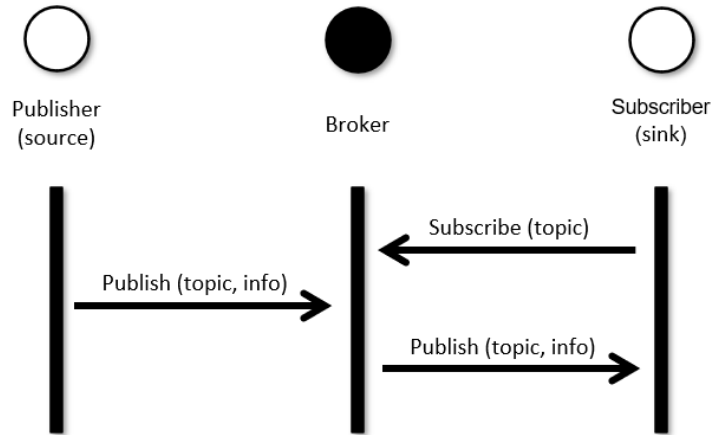 Publisher
(source)
Broker
Subscriber
(sink)
Subscribe (topic)
Publish (topic, info)
Publish (topic, info)